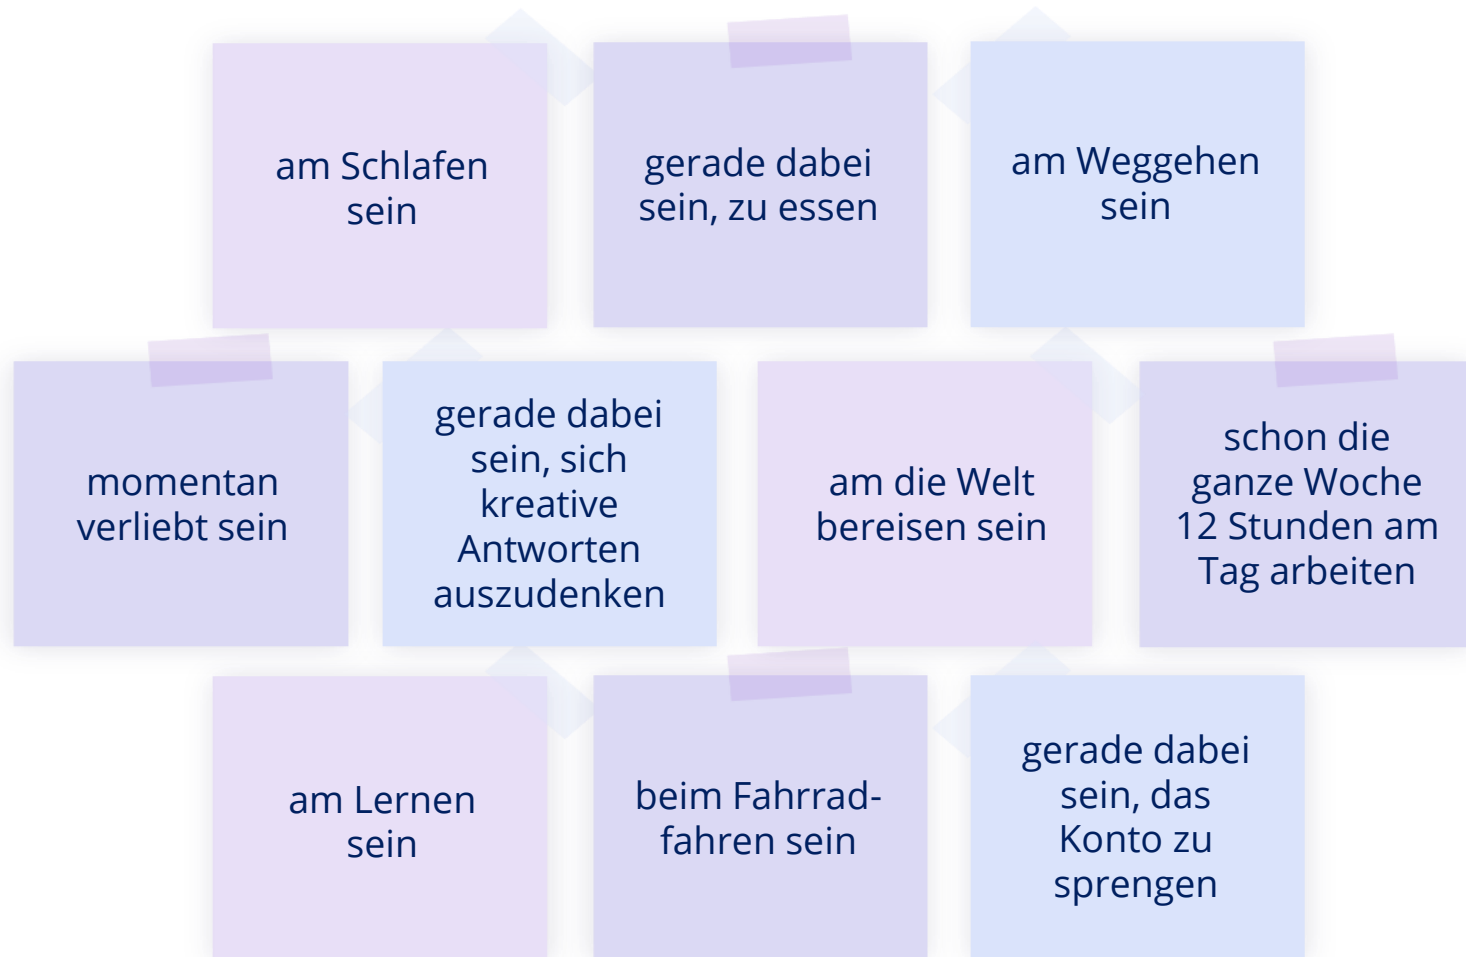 am Schlafen
sein
gerade dabei
sein, zu essen
am Weggehen
sein
momentan
verliebt sein
gerade dabei
sein, sich
kreative
Antworten
auszudenken
am die Welt
bereisen sein
schon die
ganze Woche
12 Stunden am
Tag arbeiten
am Lernen
sein
beim Fahrrad-
fahren sein
gerade dabei
sein, das
Konto zu
sprengen